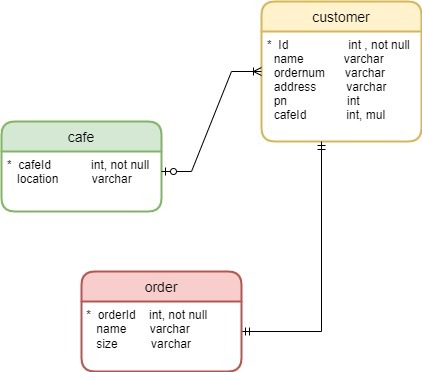 customer
* Id int , not null
name varchar
ordernum varchar
address varchar
pn int
cafeId int, mul
cafe
* cafeId int, not null
location varchar
order
* orderId int, not null
name varchar
size varchar